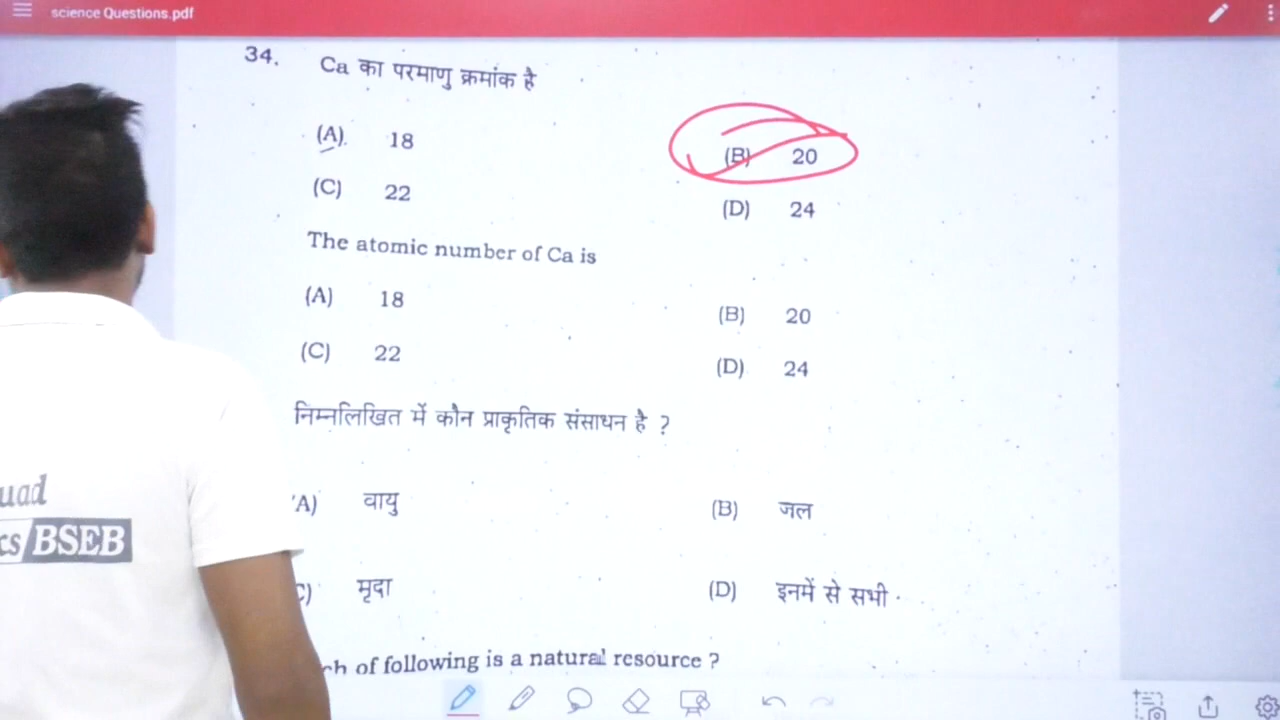 science Questions.pdf
34. Ca का परमाणु क्रमांक है
(A). 18 (B) 20
(C) 22 (D) 24
The atomic number of Ca is
(A) 18 (B) 20
(C) 22 (D) 24
निम्नलिखित में कौन प्राकृतिक संसाधन है ?
A) वायु (B) जल
C) मृदा (D) इनमें से सभी
of following is a natural resource ?
BSEB